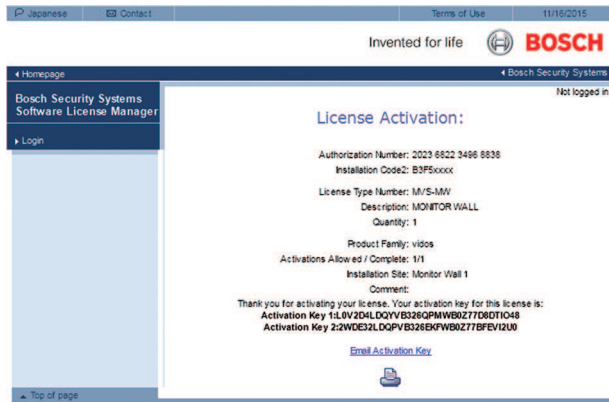 Japanese Contact Terms of Use 11/16/2015
Invented for life BOSCH
Homepage Bosch Security Systems
Not logged in
Bosch Security Systems
Software License Manager
Login
License Activation:
Authorization Number: 2023 6822 3496 8838
Installation Code2: B3F5xxxx
License Type Number: MVS-MW
Description: MONITOR WALL
Quantity: 1
Product Family: vidos
Activations Allowed / Complete: 1/1
Installation Site: Monitor Wall 1
Comment:
Thank you for activating your license. Your activation key for this license is:
Activation Key 1:L0V2D4LDQYVB326QPMWB0Z77D8DTIO48
Activation Key 2:2WDE32LDQPVB326EKFWB0Z77BFEVI2U0
Email Activation Key
Top of page